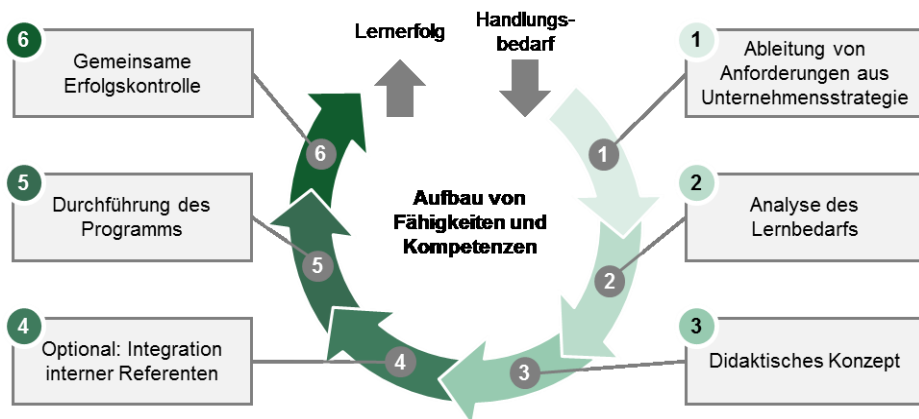 Lernerfolg
Handlungs-
bedarf
1
Ableitung von
Anforderungen aus
Unternehmensstrategie
2
Analyse des
Lernbedarfs
3
Didaktisches Konzept
4
Optional: Integration
interner Referenten
5
Durchführung des
Programms
6
Gemeinsame
Erfolgskontrolle
Aufbau von
Fähigkeiten und
Kompetenzen
1
2
3
4
5
6